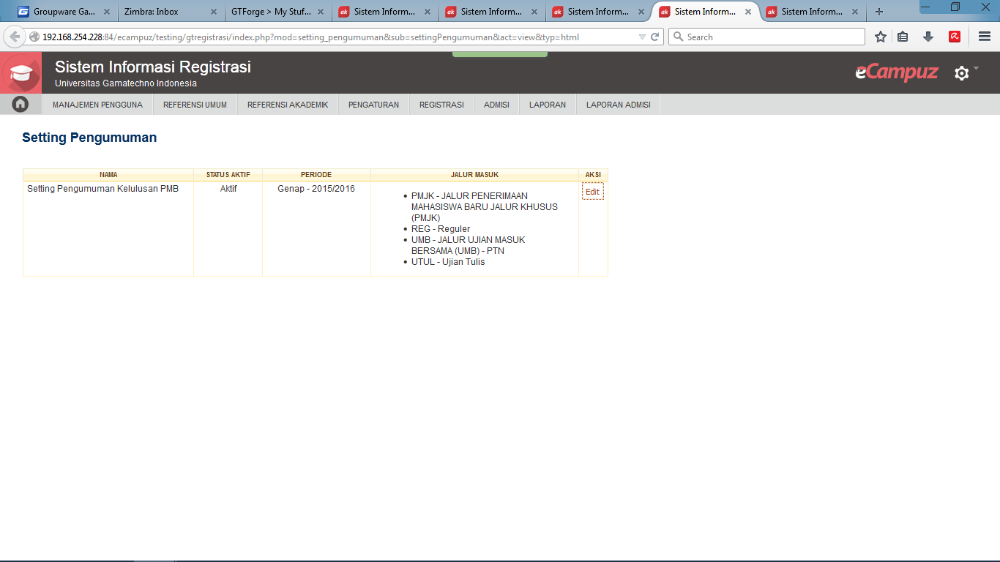 Groupware Ga...
Zimbra: Inbox
GTForge > My Stuf...
Sistem Inform...
Sistem Inform...
Sistem Inform...
Sistem Inform...
Sistem Inform...
192.168.254.228:84/ecampuz/testing/gtregistrasi/index.php?mod=setting_pengumuman&sub=settingPengumuman&act=view&typ=html
Search
Sistem Informasi Registrasi
Universitas Gamatechno Indonesia
eCampuz
MANAJEMEN PENGGUNA
REFERENSI UMUM
REFERENSI AKADEMIK
PENGATURAN
REGISTRASI
ADMISI
LAPORAN
LAPORAN ADMISI
Setting Pengumuman
NAMA
STATUS AKTIF
PERIODE
JALUR MASUK
AKSI
Setting Pengumuman Kelulusan PMB
Aktif
Genap - 2015/2016
• PMJK - JALUR PENERIMAAN
MAHASISWA BARU JALUR KHUSUS
(PMJK)
• REG - Reguler
• UMB - JALUR UJIAN MASUK
BERSAMA (UMB) - PTN
• UTUL - Ujian Tulis
Edit